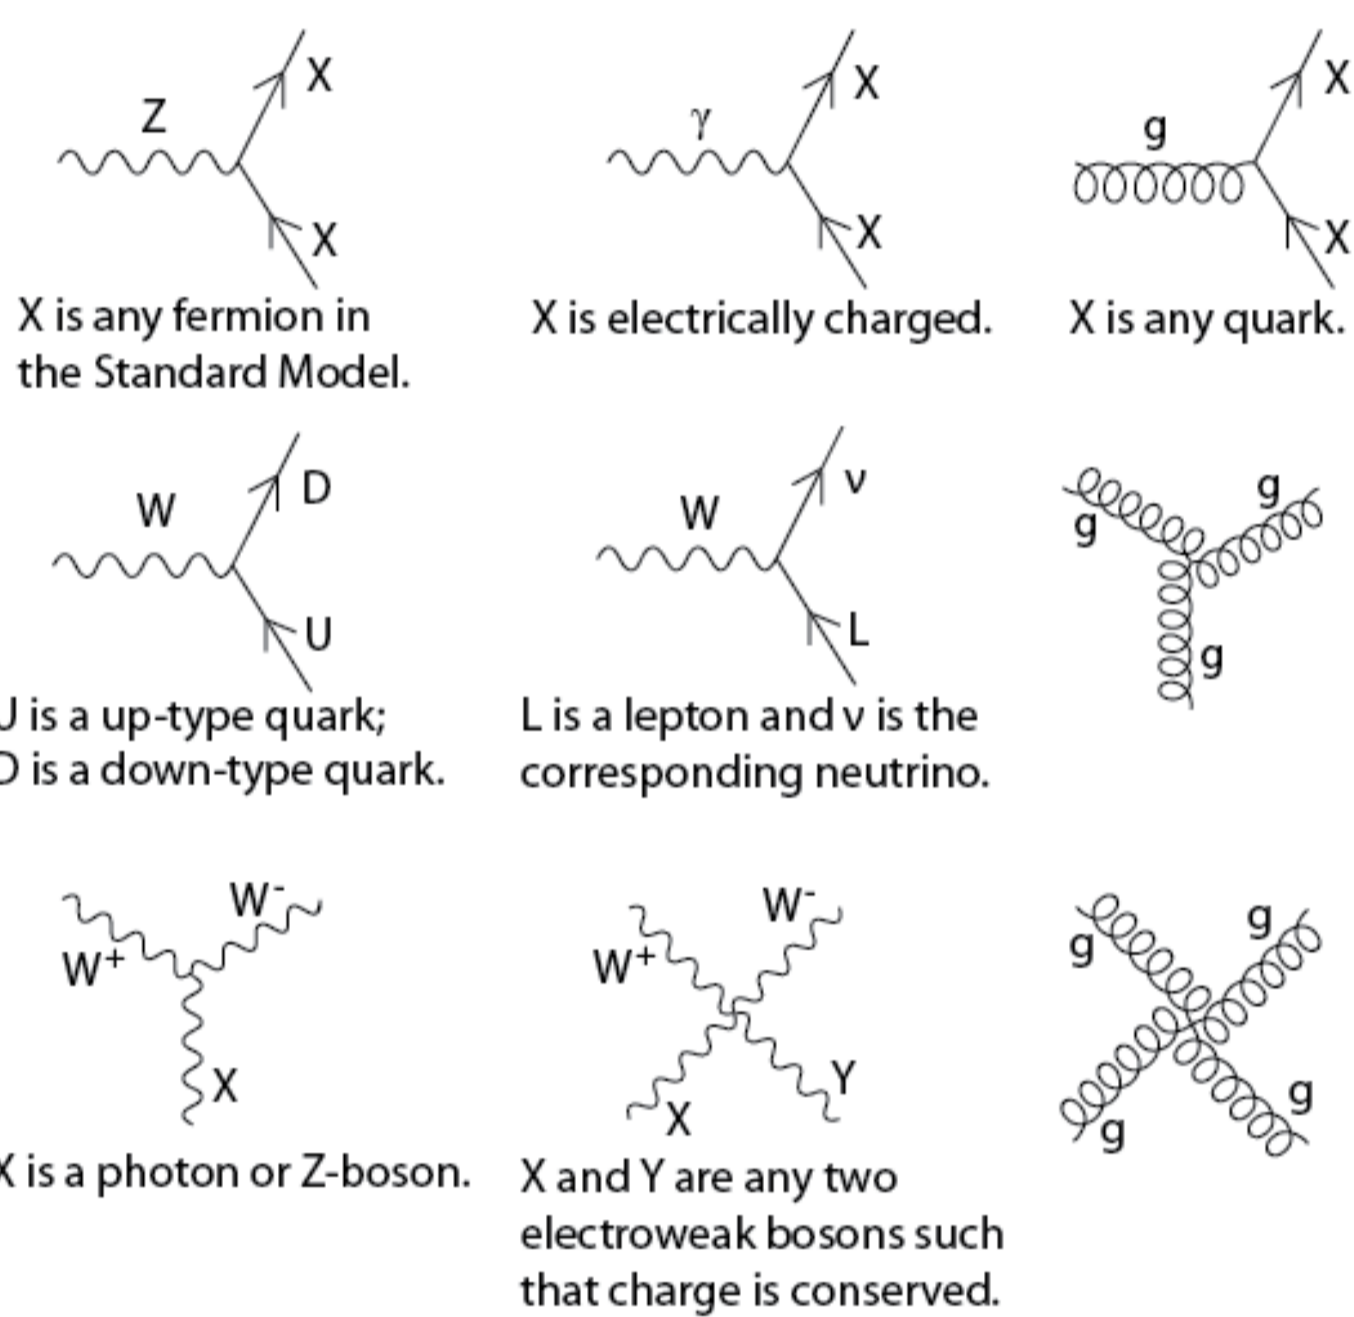 Z
X
X
X is any fermion in
the Standard Model.
γ
X
X
X is electrically charged.
g
X
X
X is any quark.
W
D
U
U is a up-type quark;
D is a down-type quark.
W
ν
L
L is a lepton and ν is the
corresponding neutrino.
g
g
g
W+
W-
X
X is a photon or Z-boson.
W+
W-
X
Y
X and Y are any two
electroweak bosons such
that charge is conserved.
g
g
g
g